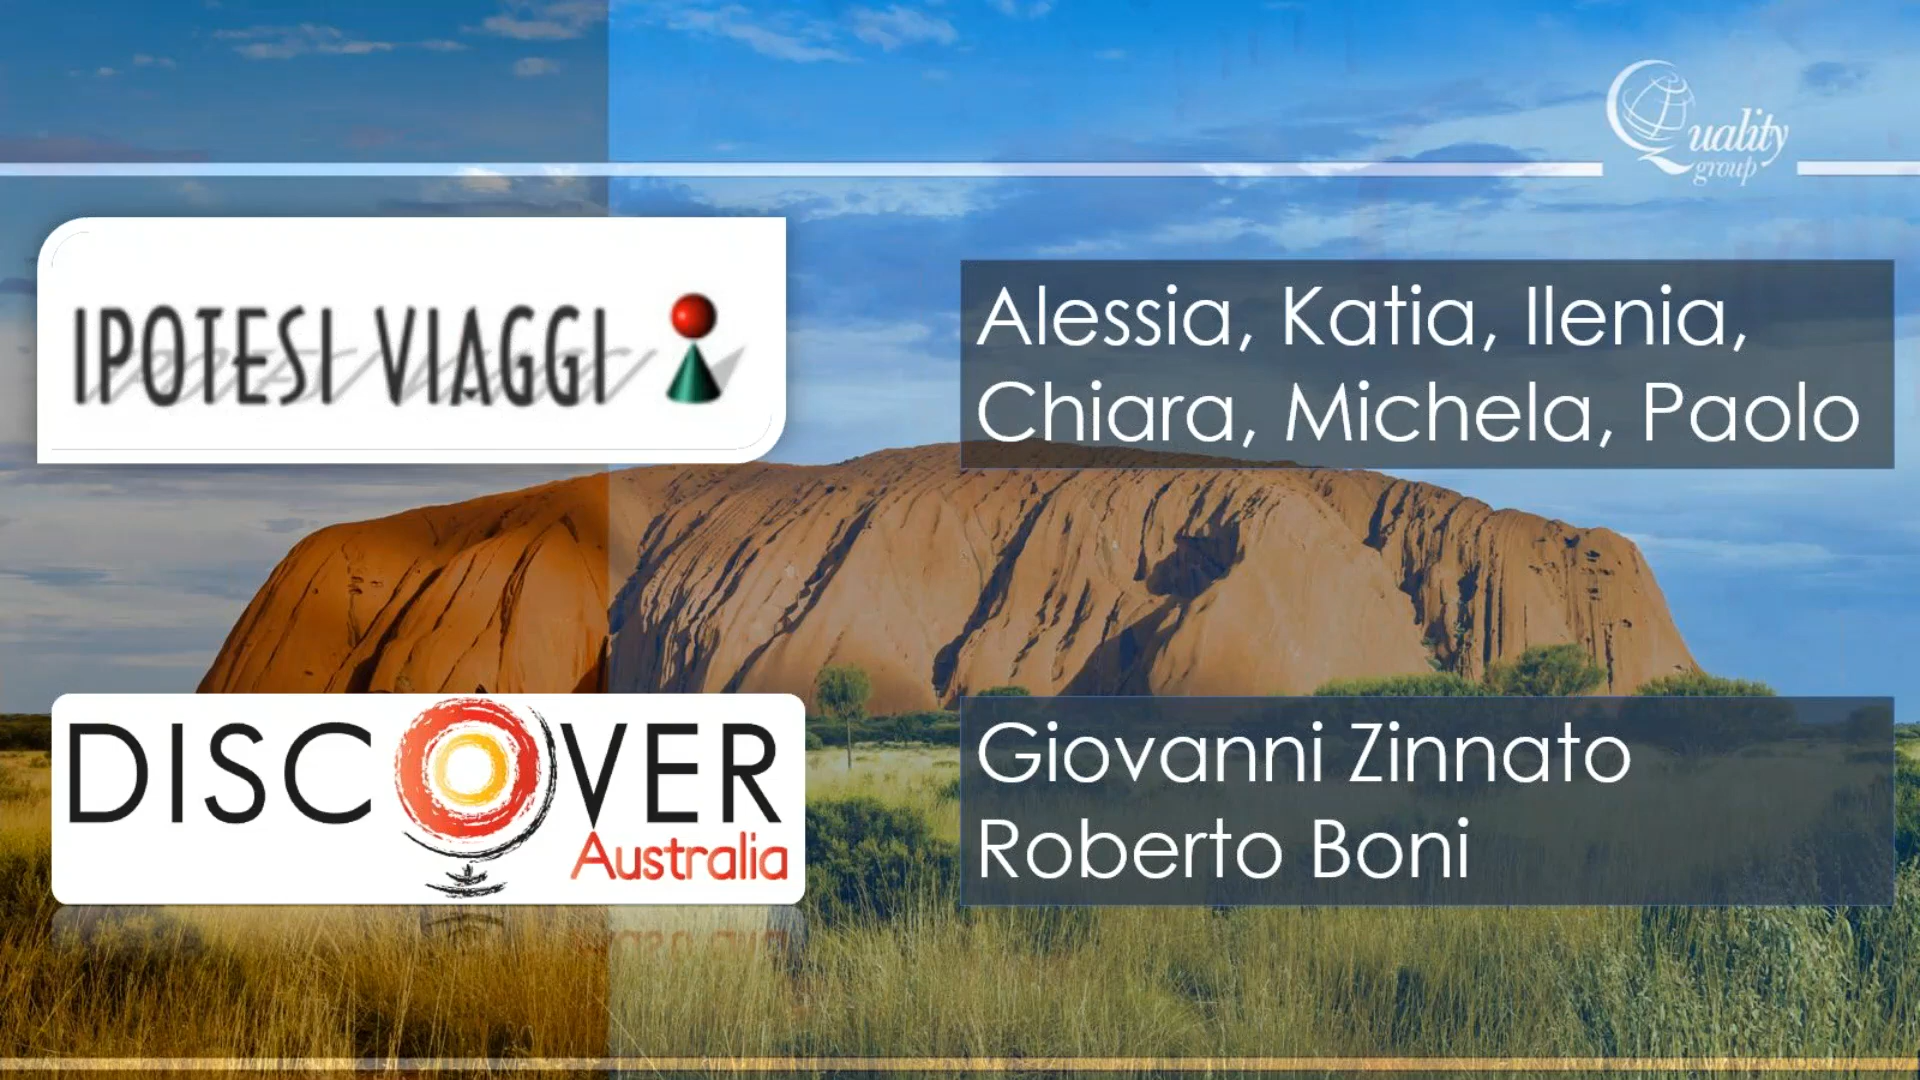 Quality
group
IPOTESI VIAGGI
Alessia, Katia, Ilenia,
Chiara, Michela, Paolo
DISCOVER
Australia
Giovanni Zinnato
Roberto Boni